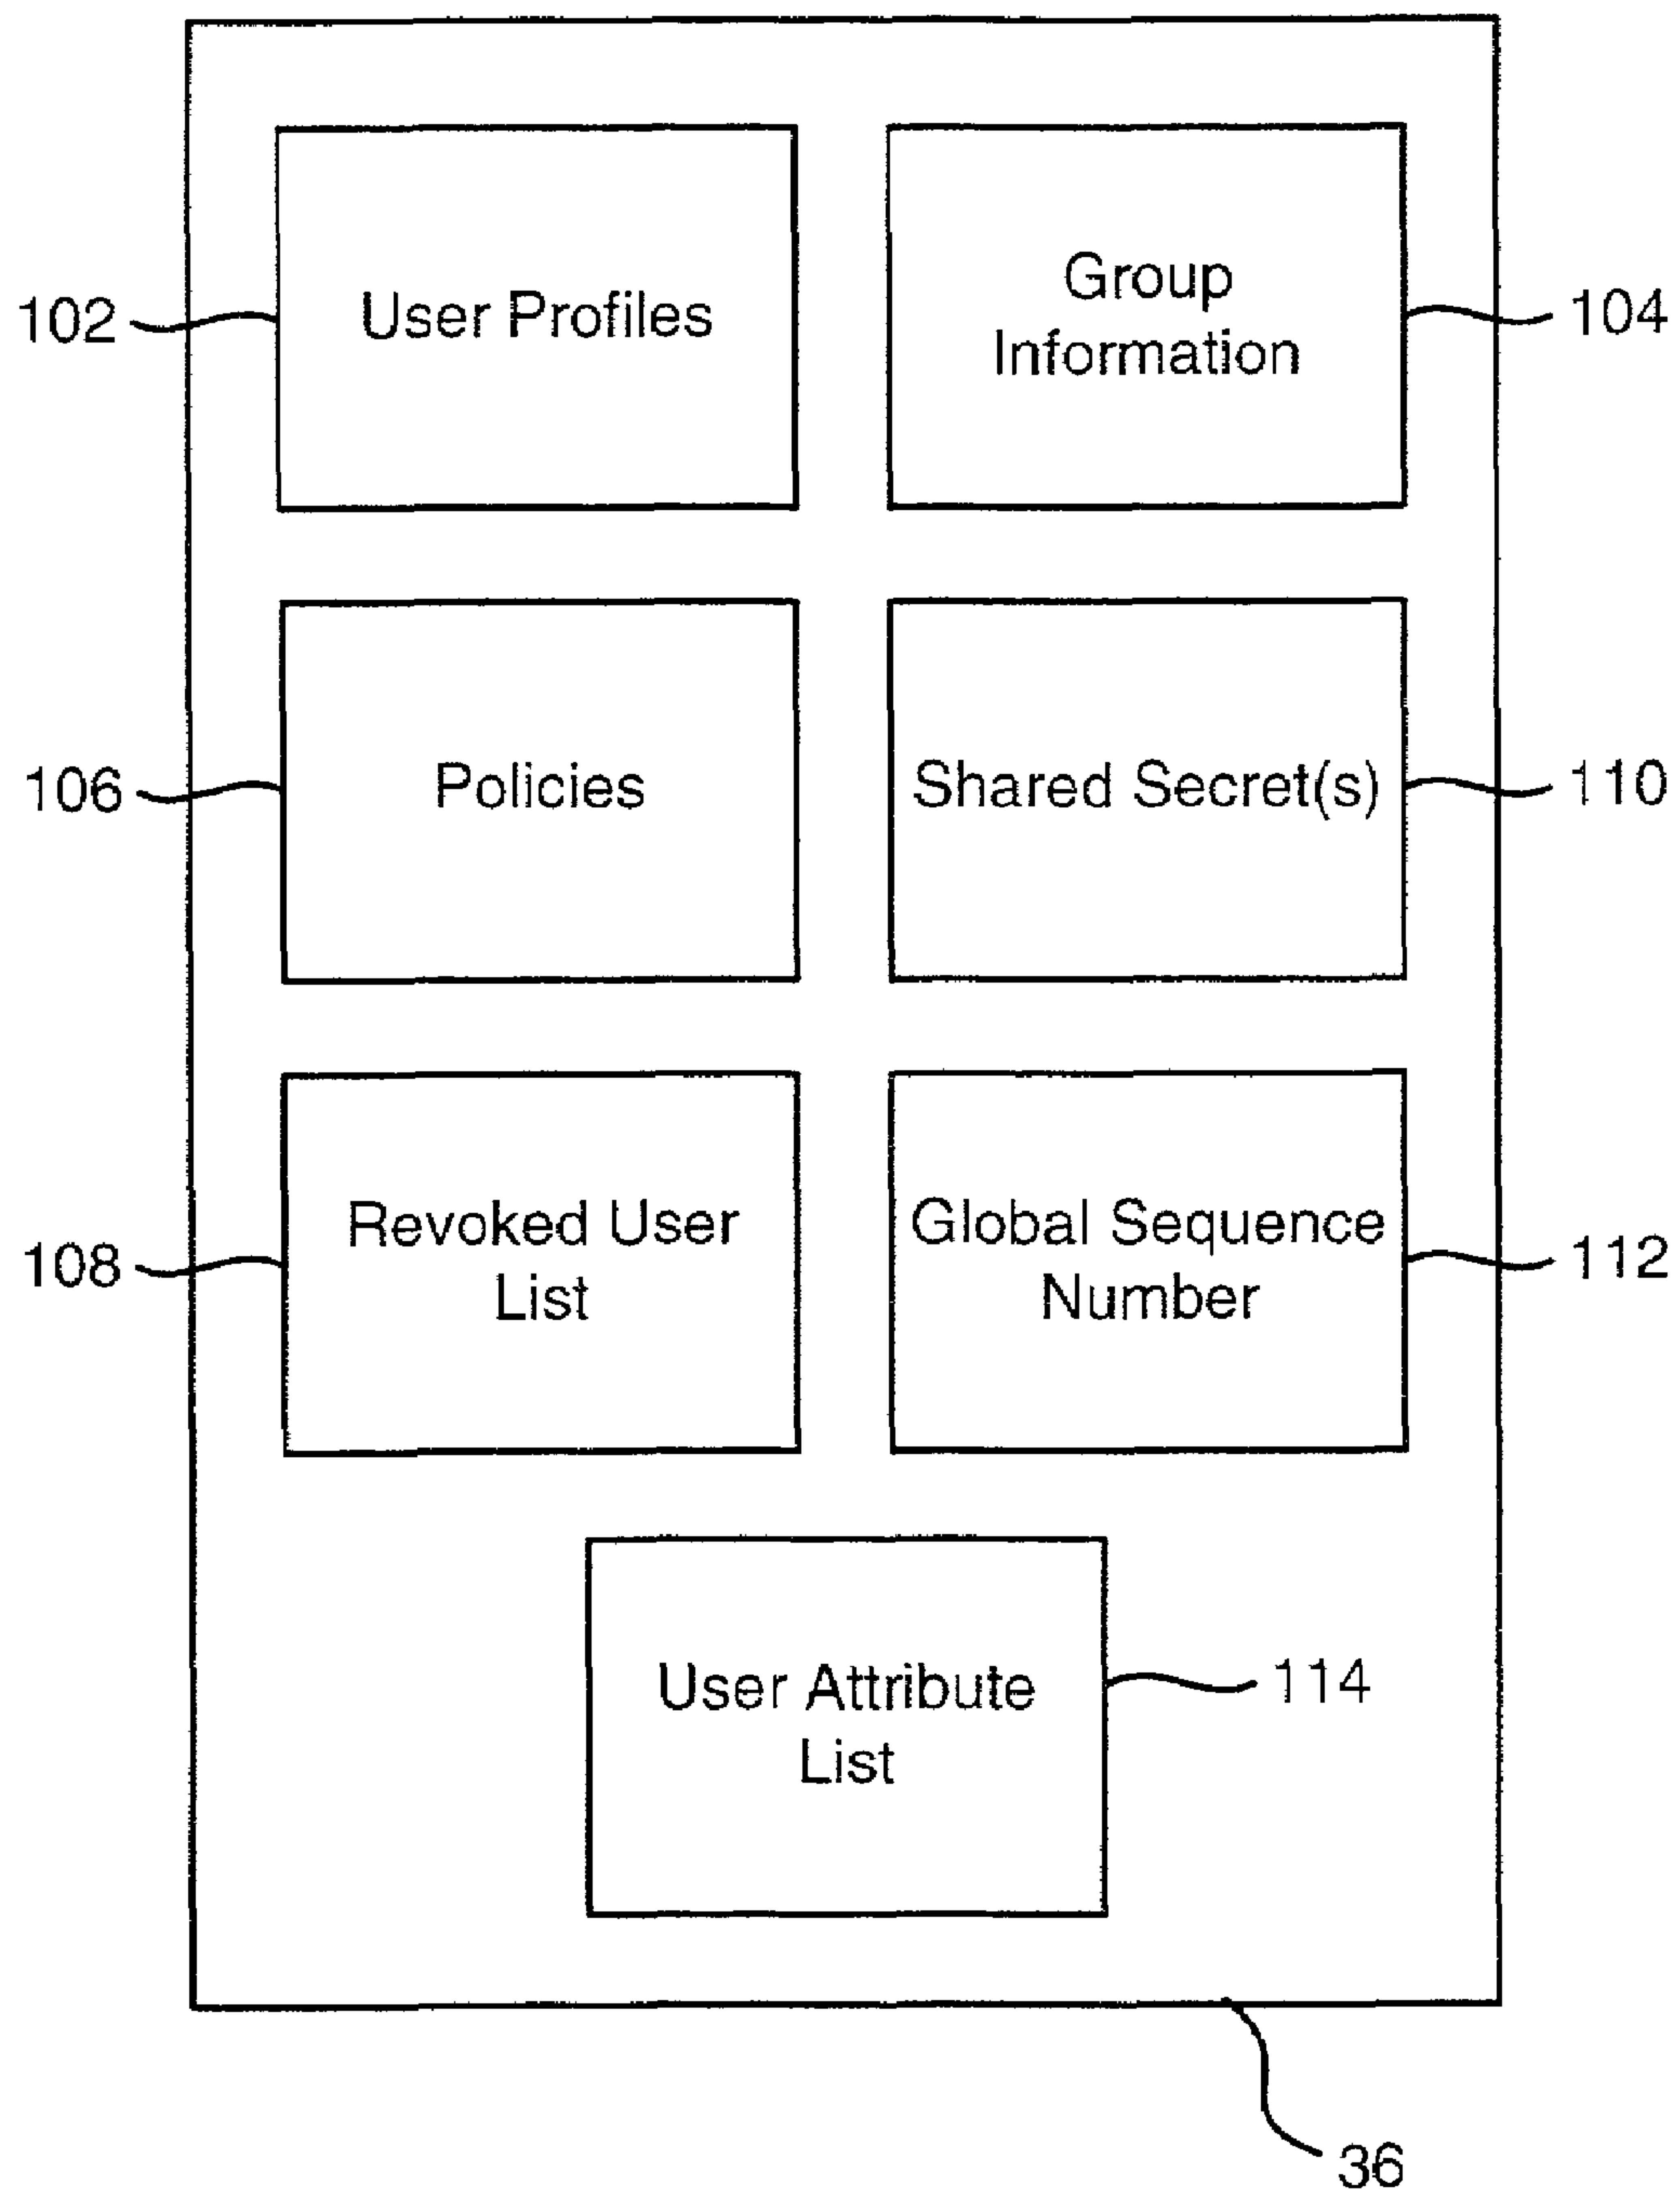 102
User Profiles
Group
Information
104
106
Policies
Shared Secret(s)
110
108
Revoked User
List
Global Sequence
Number
112
User Attribute
List
114
36